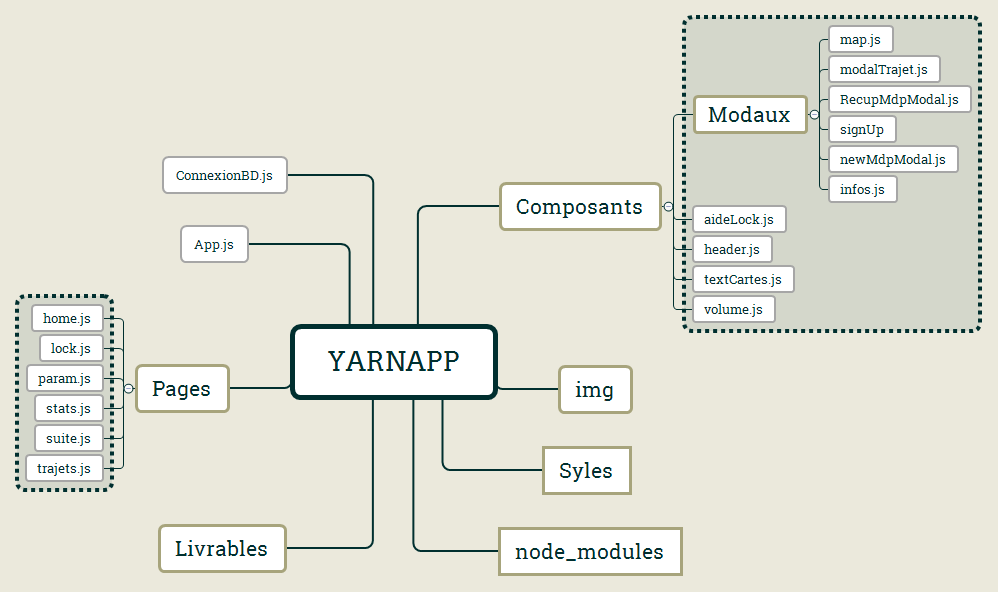 map.js
modalTrajet.js
RecupMdpModal.js
Modaux
signUp
newMdpModal.js
infos.js
ConnexionBD.js
Composants
aideLock.js
App.js
header.js
textCartes.js
volume.js
home.js
lock.js
YARNAPP
param.js
Pages
img
stats.js
suite.js
trajets.js
Syles
Livrables
node_modules